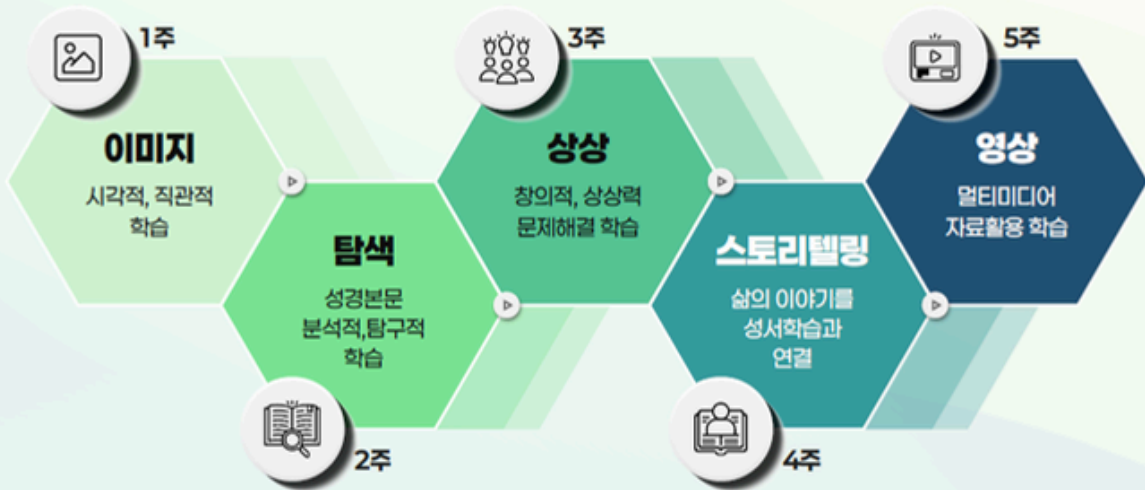 1주
이미지
시각적, 직관적
학습
탐색
성경본문
분석적,탐구적
학습
2주
3주
상상
창의적, 상상력
문제해결 학습
스토리텔링
삶의 이야기를
성서학습과
연결
4주
5주
영상
멀티미디어
자료활용 학습